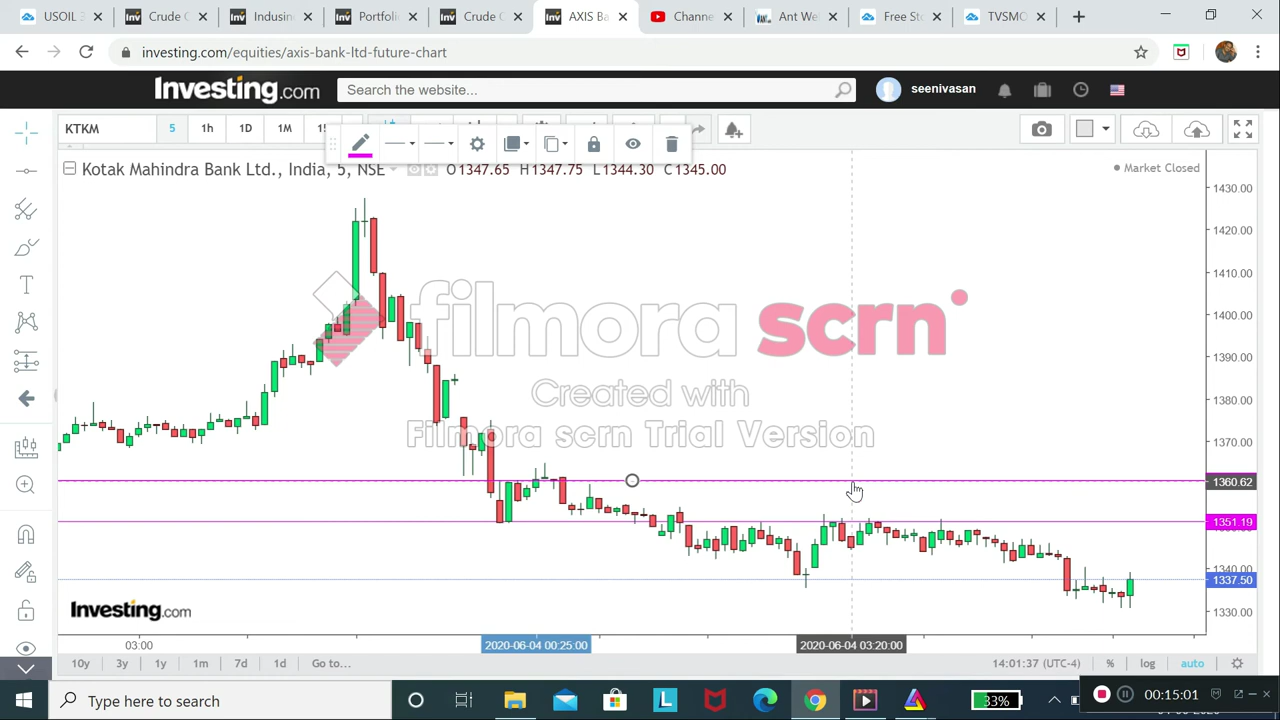 USOIL
Crude O
Indusin
Portfoli
Crude O
AXIS Ba
Channe
Ant We
Free Sto
TVSMO
investing.com/equities/axis-bank-ltd-future-chart
Investing.com
Search the website...
seenivasan
KTKM
5
1h
1D
1M
Kotak Mahindra Bank Ltd., India, 5, NSE
O1347.65 H1347.75 L1344.30 C1345.00
Market Closed
1430.00
1420.00
1410.00
1400.00
1390.00
1380.00
1370.00
1360.62
1351.19
1340.00
1337.50
1330.00
filmora scrn
Created with
Filmora scrn Trial Version
Investing.com
03:00
2020-06-04 00:25:00
2020-06-04 03:20:00
10y 3y 1y 1m 7d 1d Go to...
14:01:37 (UTC-4) % log auto
Type here to search
33%
00:15:01